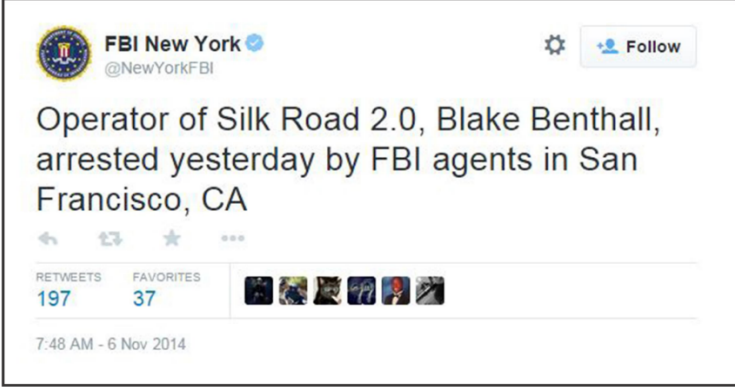 FBI New York
@NewYorkFBI
Follow
Operator of Silk Road 2.0, Blake Benthall,
arrested yesterday by FBI agents in San
Francisco, CA
RETWEETS FAVORITES
197 37
7:48 AM - 6 Nov 2014